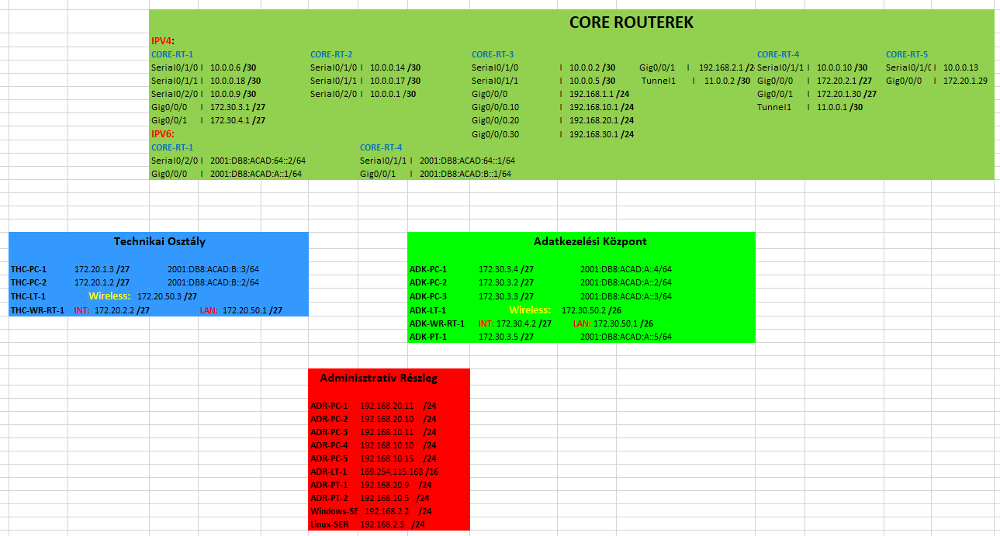 CORE ROUTEREK
IPV4:
CORE-RT-1 CORE-RT-2 CORE-RT-3 CORE-RT-4 CORE-RT-5
Serial0/1/0 I 10.0.0.6 /30 Serial0/1/0 I 10.0.0.14 /30 Serial0/1/0 I 10.0.0.2 /30 Gig0/0/1 I 192.168.2.1 /2 Serial0/1/1 I 10.0.0.10 /30 Serial0/1/0 I 10.0.0.13
Serial0/1/1 I 10.0.0.18 /30 Serial0/1/1 I 10.0.0.17 /30 Serial0/1/1 I 10.0.0.5 /30 Tunnel1 I 11.0.0.2 /30 Gig0/0/0 I 172.20.2.1 /27 Gig0/0/0 I 172.20.1.29
Serial0/2/0 I 10.0.0.9 /30 Serial0/2/0 I 10.0.0.1 /30 Gig0/0/0 I 192.168.1.1 /24 Gig0/0/1 I 172.20.1.30 /27
Gig0/0/0 I 172.30.3.1 /27 Gig0/0/0.10 I 192.168.10.1 /24 Tunnel1 I 11.0.0.1 /30
Gig0/0/1 I 172.30.4.1 /27 Gig0/0/0.20 I 192.168.20.1 /24
IPV6: Gig0/0/0.30 I 192.168.30.1 /24
CORE-RT-1 CORE-RT-4
Serial0/2/0 I 2001:DB8:ACAD:64::2/64 Serial0/1/1 I 2001:DB8:ACAD:64::1/64
Gig0/0/0 I 2001:DB8:ACAD:A::1/64 Gig0/0/1 I 2001:DB8:ACAD:B::1/64
Technikai Osztály
THC-PC-1 172.20.1.3 /27 2001:DB8:ACAD:B::3/64
THC-PC-2 172.20.1.2 /27 2001:DB8:ACAD:B::2/64
THC-LT-1 Wireless: 172.20.50.3 /27
THC-WR-RT-1 INT: 172.20.2.2 /27 LAN: 172.20.50.1 /27
Adatkezelési Központ
ADK-PC-1 172.30.3.4 /27 2001:DB8:ACAD:A::4/64
ADK-PC-2 172.30.3.2 /27 2001:DB8:ACAD:A::2/64
ADK-PC-3 172.30.3.3 /27 2001:DB8:ACAD:A::3/64
ADK-LT-1 Wireless: 172.30.50.2 /26
ADK-WR-RT-1 INT: 172.30.4.2 /27 LAN: 172.30.50.1 /26
ADK-PT-1 172.30.3.5 /27 2001:DB8:ACAD:A::5/64
Adminisztratív Részleg
ADR-PC-1 192.168.20.11 /24
ADR-PC-2 192.168.20.10 /24
ADR-PC-3 192.168.10.11 /24
ADR-PC-4 192.168.10.10 /24
ADR-PC-5 192.168.10.15 /24
ADR-LT-1 169.254.115.168 /16
ADR-PT-1 192.168.20.9 /24
ADR-PT-2 192.168.10.5 /24
Windows-SE 192.168.2.2 /24
Linux-SER 192.168.2.3 /24